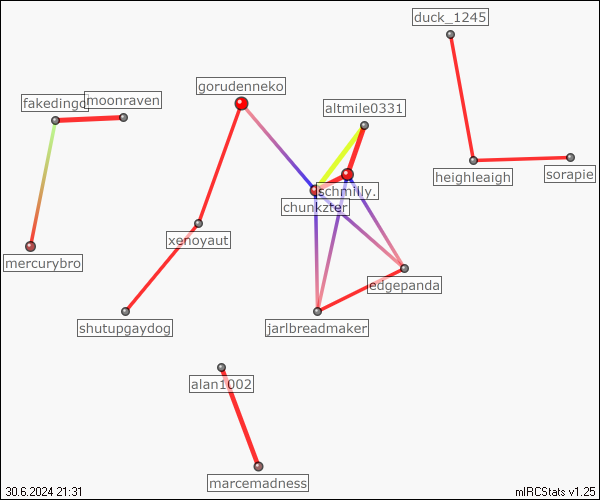 duck_1245
gorudenneko
fakedingo
moonraven
altmile0331
heighleaigh
sorapie
schmilly.
chunkzter
xenoyaut
mercurybro
edgepanda
shutupgaydog
jarlbreadmaker
alan1002
marcemadness
30.6.2024 21:31
mIRCStats v1.25